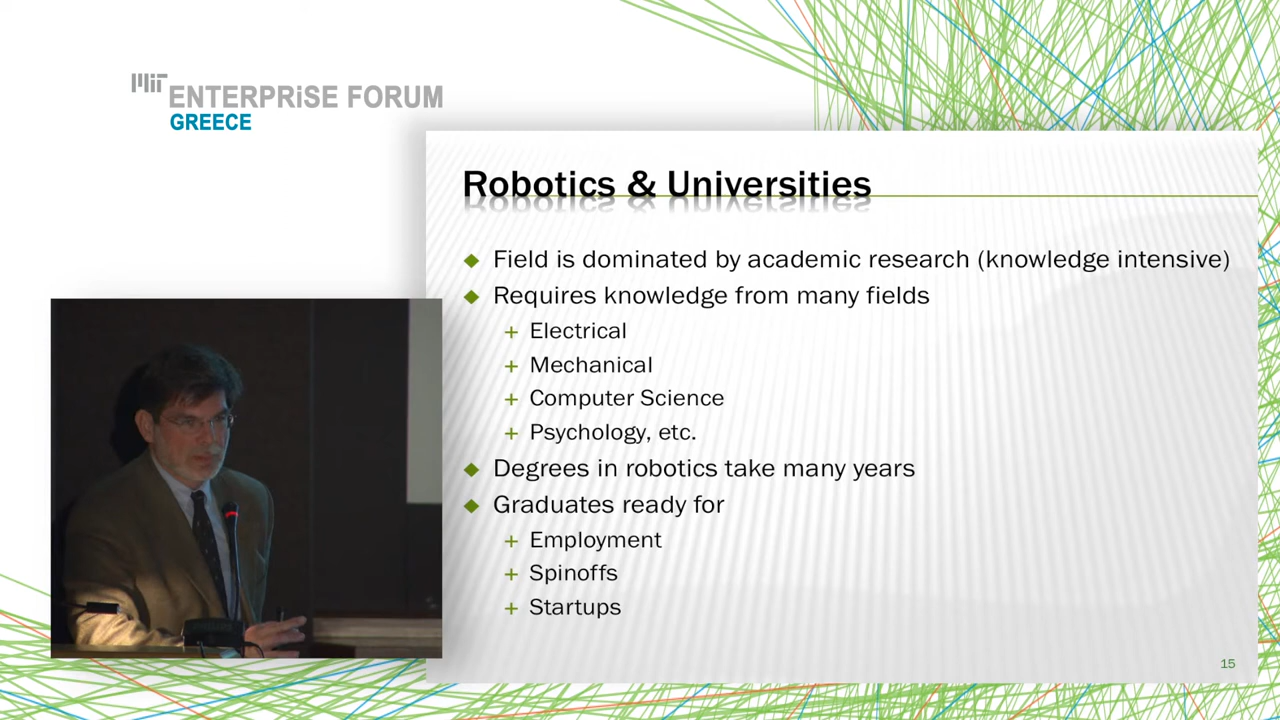 MIT
ENTERPRiSE FORUM
GREECE
Robotics & Universities
Field is dominated by academic research (knowledge intensive)
Requires knowledge from many fields
+ Electrical
+ Mechanical
+ Computer Science
+ Psychology, etc.
Degrees in robotics take many years
Graduates ready for
+ Employment
+ Spinoffs
+ Startups
15